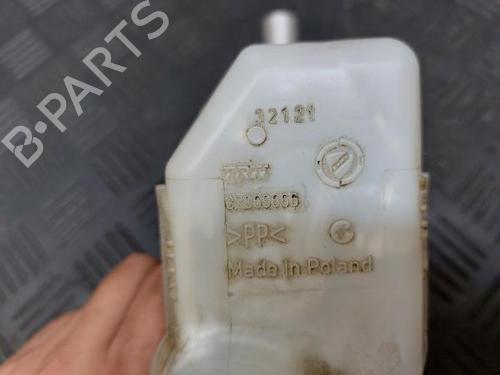 B-PARTS
32121
TRW
>PP<
Made in Poland